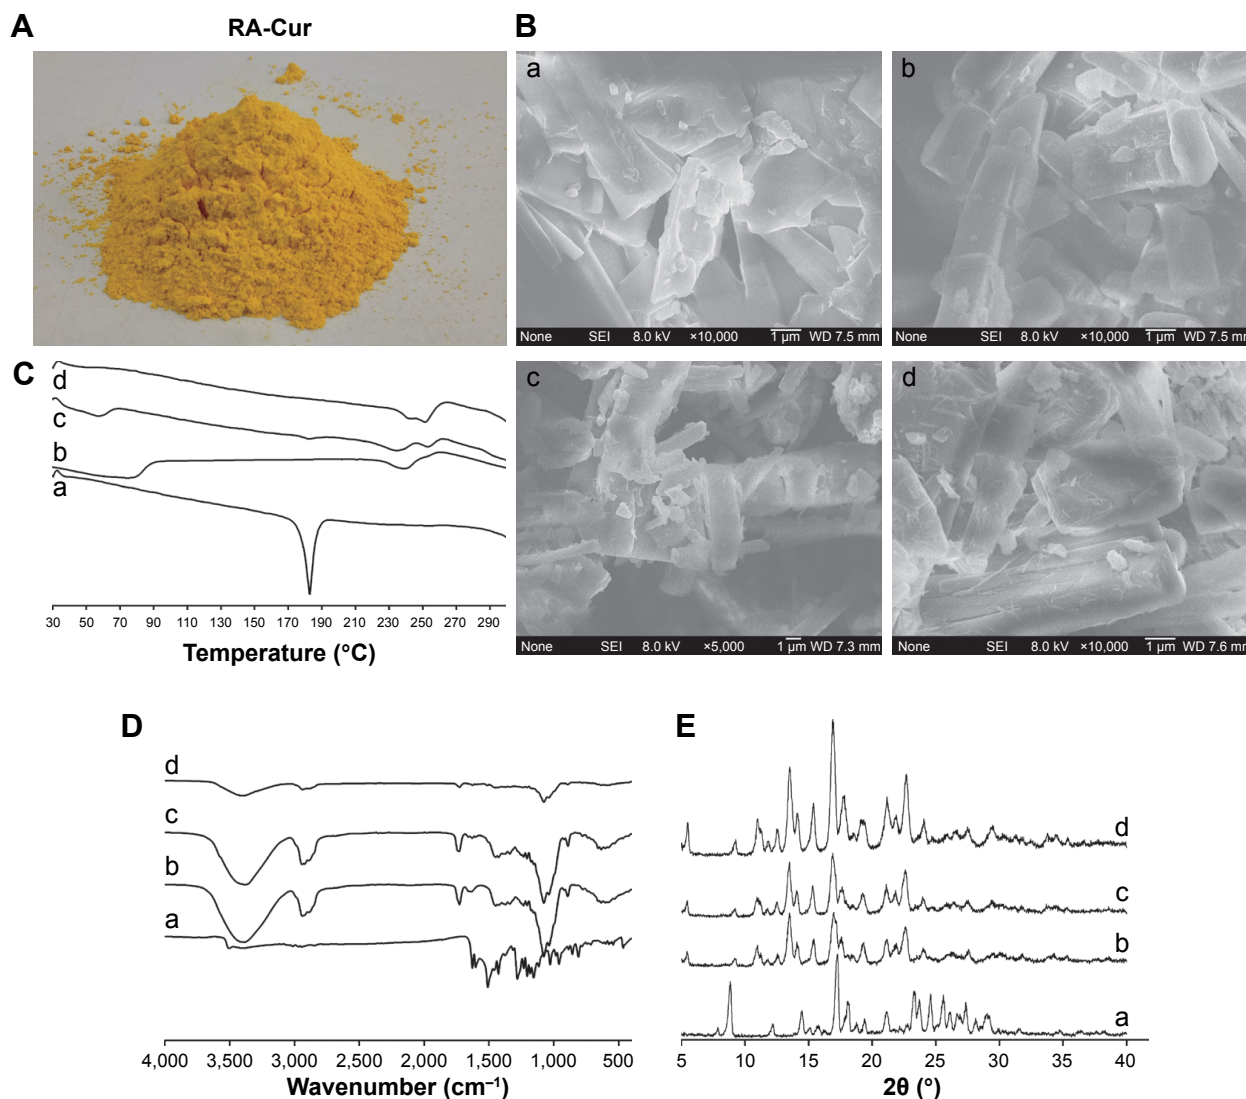 A
RA-Cur
B
a
None SEI 8.0 kV ×10,000 1 µm WD 7.5 mm
b
None SEI 8.0 kV ×10,000 1 µm WD 7.5 mm
C
d
c
b
a
30 50 70 90 110 130 150 170 190 210 230 250 270 290
Temperature (°C)
c
None SEI 8.0 kV ×5,000 1 µm WD 7.3 mm
d
None SEI 8.0 kV ×10,000 1 µm WD 7.6 mm
D
d
c
b
a
4,000 3,500 3,000 2,500 2,000 1,500 1,000 500
Wavenumber (cm⁻¹)
E
d
c
b
a
5 10 15 20 25 30 35 40
2θ (°)